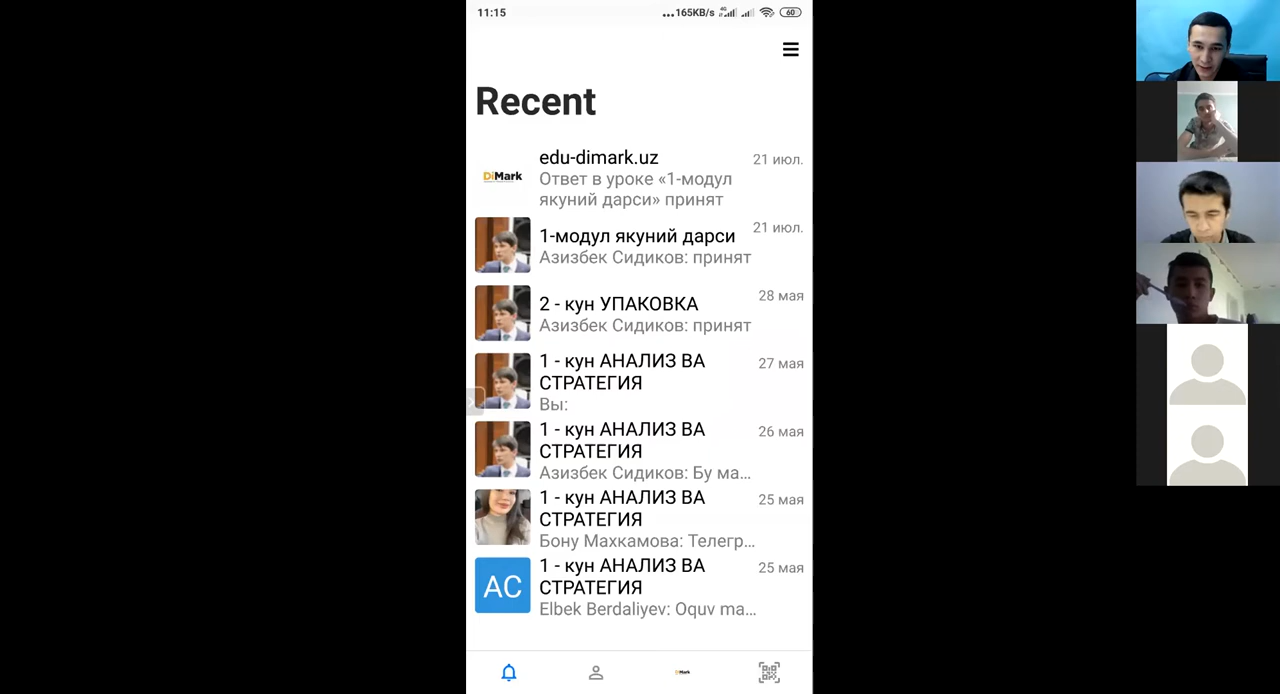 11:15
...165KB/s 4G 60
Recent
edu-dimark.uz
21 июл.
DiMark
Ответ в уроке «1-модул
якуний дарси» принят
1-модул якуний дарси
21 июл.
Азизбек Сидиков: принят
2 - кун УПАКОВКА
28 мая
Азизбек Сидиков: принят
1 - кун АНАЛИЗ ВА
СТРАТЕГИЯ
27 мая
Вы:
1 - кун АНАЛИЗ ВА
СТРАТЕГИЯ
26 мая
Азизбек Сидиков: Бу ма...
1 - кун АНАЛИЗ ВА
СТРАТЕГИЯ
25 мая
Бону Махкамова: Телегр...
AC
1 - кун АНАЛИЗ ВА
СТРАТЕГИЯ
25 мая
Elbek Berdaliyev: Oquv ma...
DiMark